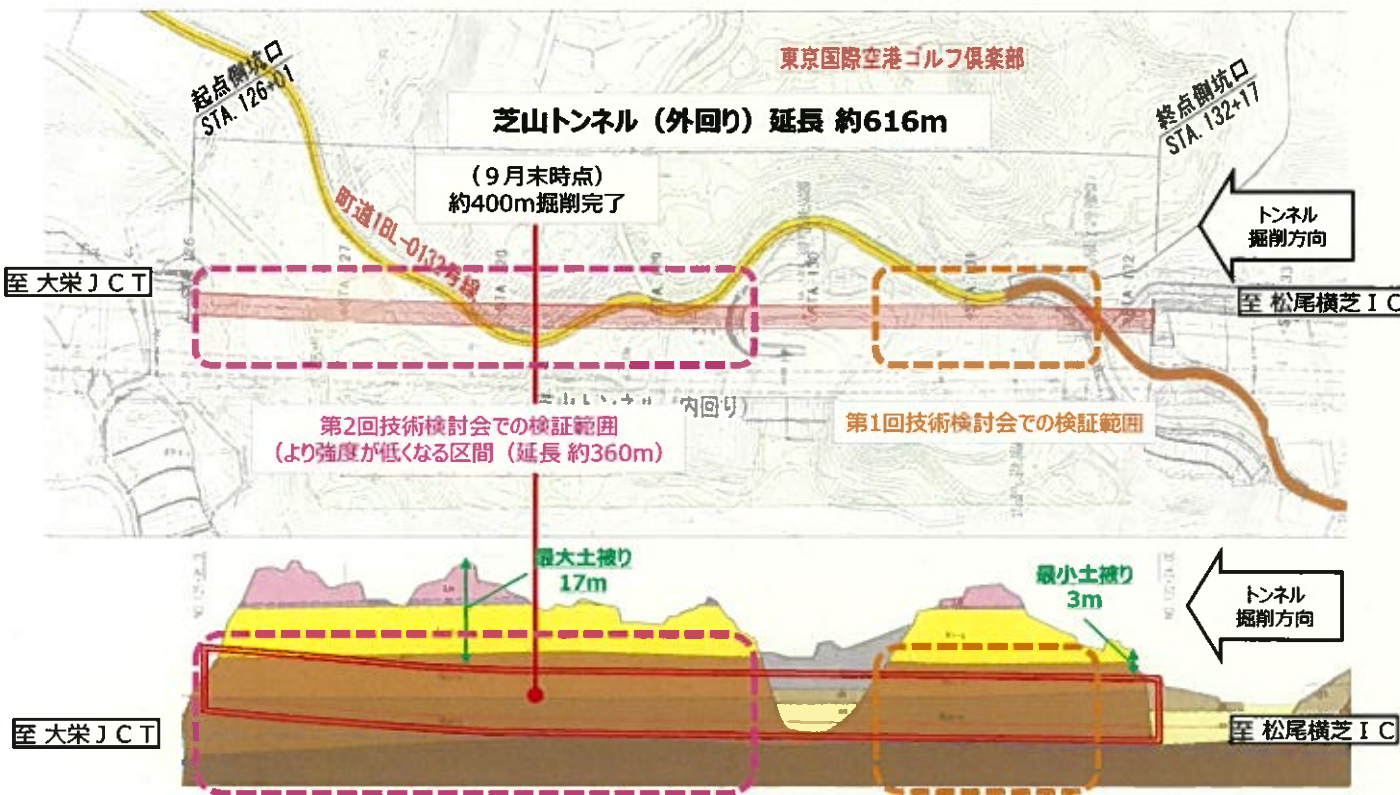 東京国際空港ゴルフ倶楽部
起点側坑口
STA. 126+01
芝山トンネル（外回り）延長 約616m
終点側坑口
STA. 132+17
（９月末時点）
約400m掘削完了
町道IBL-0132号線
トンネル
掘削方向
至 大栄ＪＣＴ
至 松尾横芝ＩＣ
山トンネル（内回り）
第2回技術検討会での検証範囲
（より強度が低くなる区間（延長 約360m）
第1回技術検討会での検証範囲
最大土被り
17m
最小土被り
3m
トンネル
掘削方向
至 大栄ＪＣＴ
至 松尾横芝ＩＣ